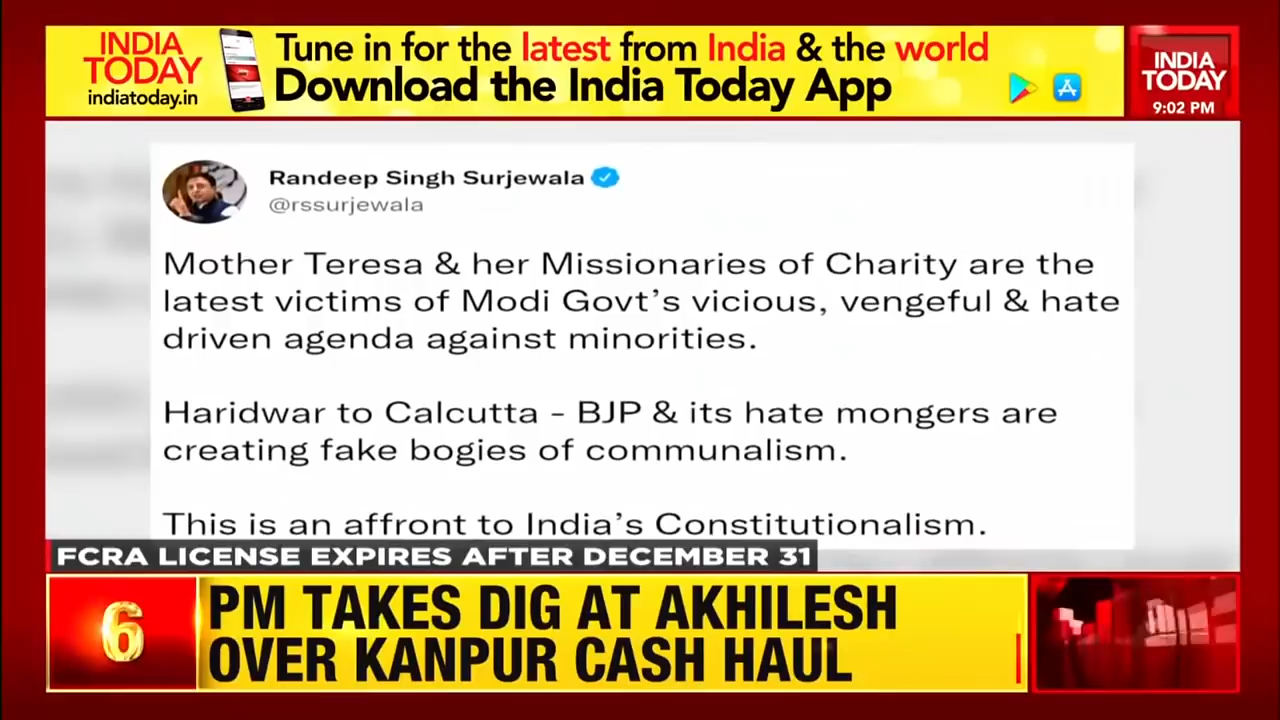 INDIA
TODAY
indiatoday.in
Tune in for the latest from India & the world
Download the India Today App
INDIA
TODAY
9:02 PM
Randeep Singh Surjewala
@rssurjewala
Mother Teresa & her Missionaries of Charity are the
latest victims of Modi Govt's vicious, vengeful & hate
driven agenda against minorities.
Haridwar to Calcutta - BJP & its hate mongers are
creating fake bogies of communalism.
This is an affront to India's Constitutionalism.
FCRA LICENSE EXPIRES AFTER DECEMBER 31
6
PM TAKES DIG AT AKHILESH
OVER KANPUR CASH HAUL